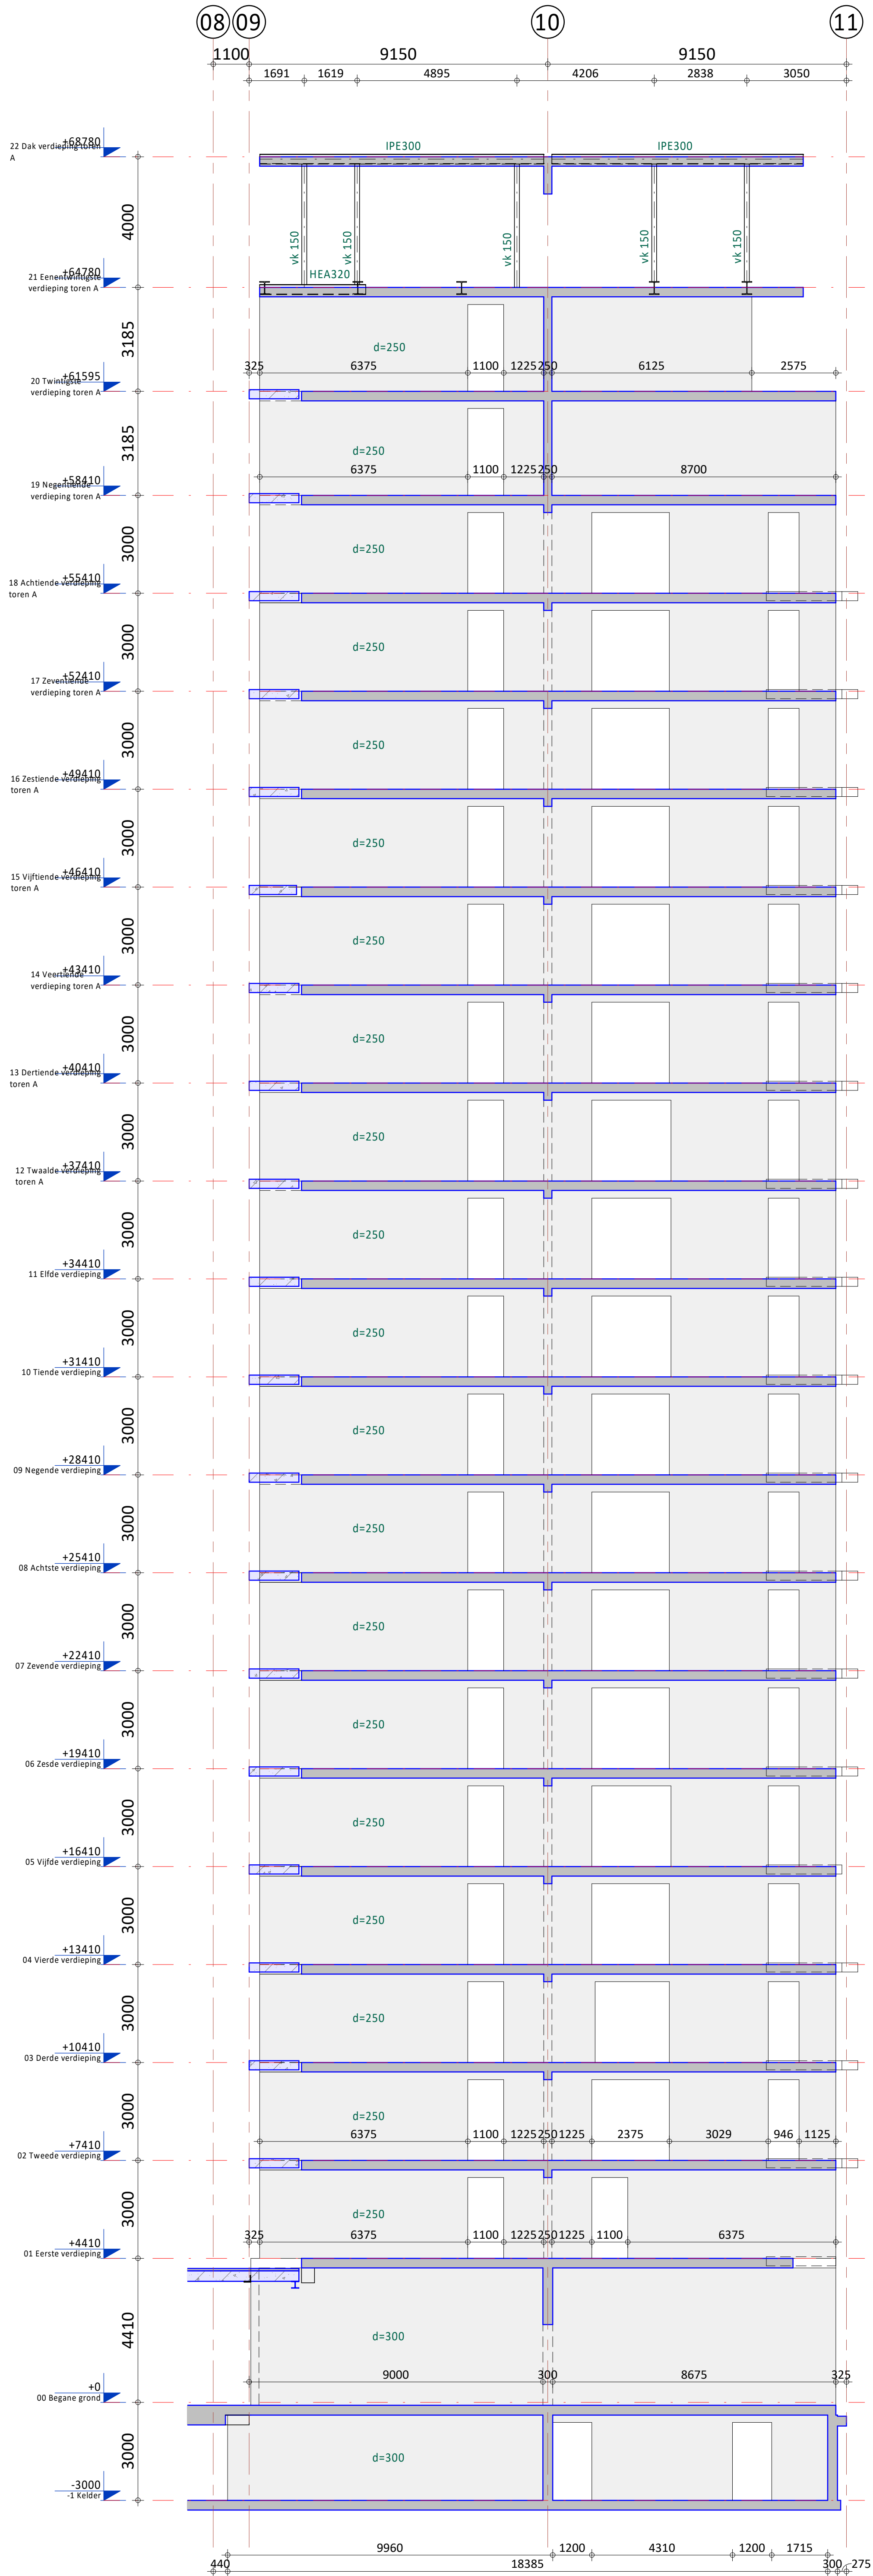 08 09 10 11
1100 9150 9150
1691 1619 4895 4206 2838 3050
+68780
22 Dak verdieping toren
A
IPE300 IPE300
4000
vk 150 vk 150 vk 150 vk 150 vk 150
+64780
21 Eenentwintigste
verdieping toren A
HEA320
3185
d=250
325 6375 1100 1225 250 6125 2575
+61595
20 Twintigste
verdieping toren A
3185
d=250
6375 1100 1225 250 8700
+58410
19 Negentiende
verdieping toren A
3000
d=250
+55410
18 Achtiende verdieping
toren A
3000
d=250
+52410
17 Zeventiende
verdieping toren A
3000
d=250
+49410
16 Zestiende verdieping
toren A
3000
d=250
+46410
15 Vijftiende verdieping
toren A
3000
d=250
+43410
14 Veertiende
verdieping toren A
3000
d=250
+40410
13 Dertiende verdieping
toren A
3000
d=250
+37410
12 Twaalde verdieping
toren A
3000
d=250
+34410
11 Elfde verdieping
3000
d=250
+31410
10 Tiende verdieping
3000
d=250
+28410
09 Negende verdieping
3000
d=250
+25410
08 Achtste verdieping
3000
d=250
+22410
07 Zevende verdieping
3000
d=250
+19410
06 Zesde verdieping
3000
d=250
+16410
05 Vijfde verdieping
3000
d=250
+13410
04 Vierde verdieping
3000
d=250
+10410
03 Derde verdieping
3000
d=250
6375 1100 1225 250 1225 2375 3029 946 1125
+7410
02 Tweede verdieping
3000
d=250
325 6375 1100 1225 250 1225 1100 6375
+4410
01 Eerste verdieping
4410
d=300
9000 300 8675 325
+0
00 Begane grond
3000
d=300
-3000
-1 Kelder
9960 1200 4310 1200 1715
440 18385 300 275